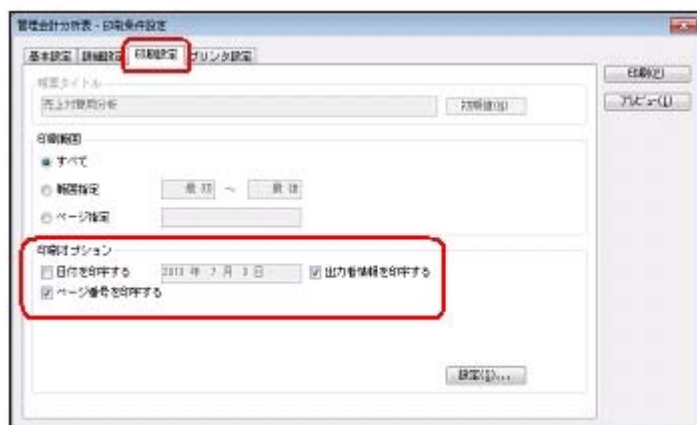 管理会計分析表 - 印刷条件設定
基本設定 詳細設定 印刷設定 プリンタ設定
印刷(P)
帳票タイトル
プレビュー(L)
売上対費用分析 初期値(N)
印刷範囲
すべて
範囲指定 最初 ～ 最後
ページ指定
印刷オプション
日付を印字する 2013 年 7 月 3 日 出力者情報を印字する
ページ番号を印字する